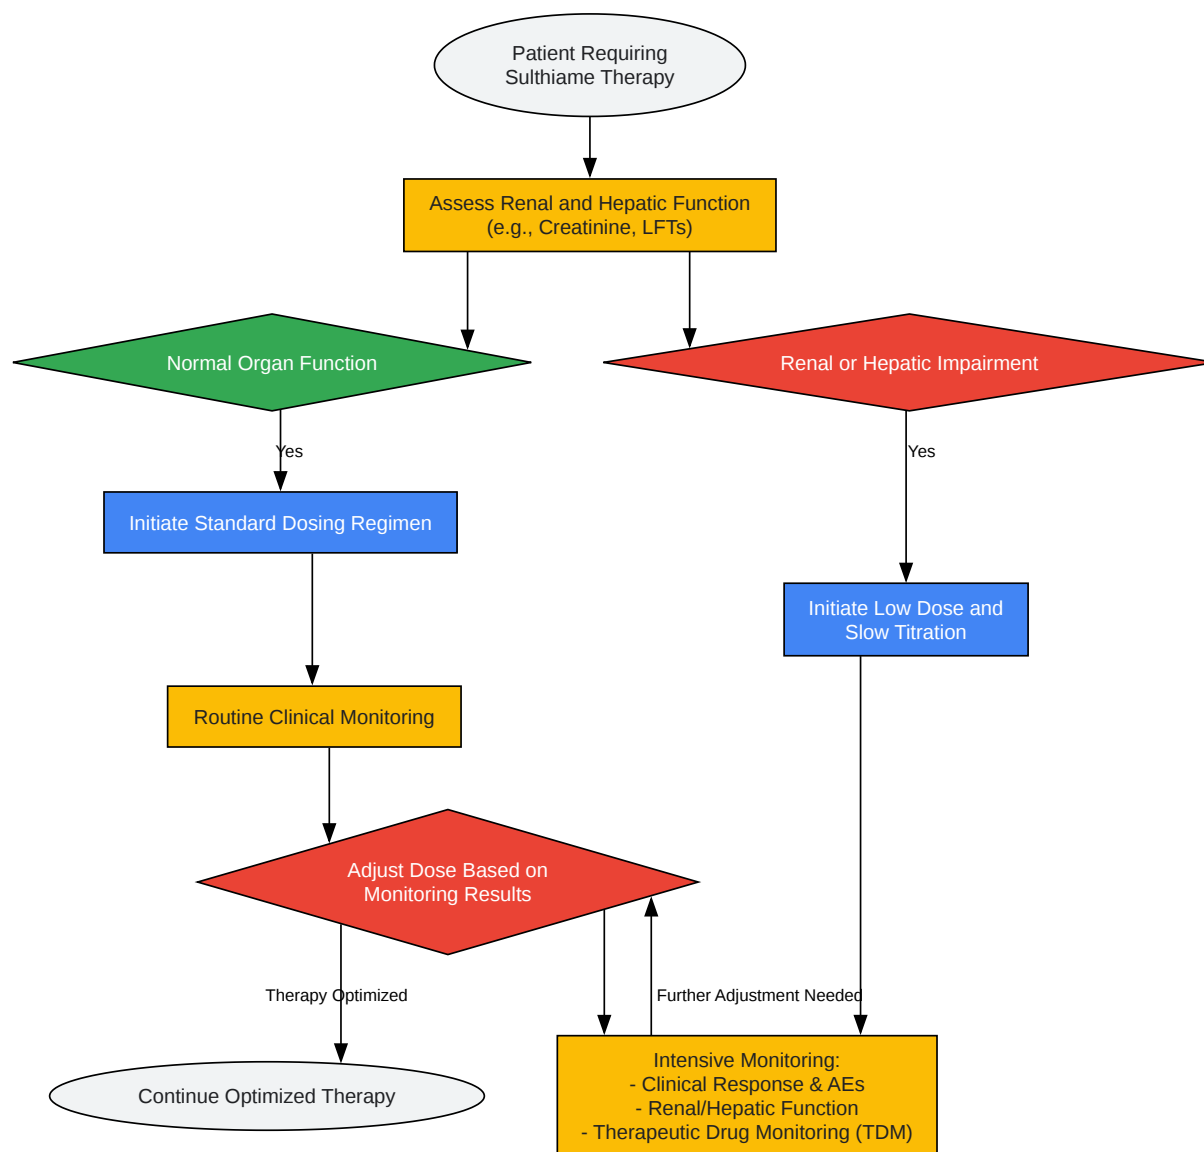 Patient Requiring
Sulthiame Therapy
Assess Renal and Hepatic Function
(e.g., Creatinine, LFTs)
Normal Organ Function
Renal or Hepatic Impairment
Yes
Yes
Initiate Standard Dosing Regimen
Initiate Low Dose and
Slow Titration
Routine Clinical Monitoring
Adjust Dose Based on
Monitoring Results
Therapy Optimized
Further Adjustment Needed
Continue Optimized Therapy
Intensive Monitoring:
- Clinical Response & AEs
- Renal/Hepatic Function
- Therapeutic Drug Monitoring (TDM)